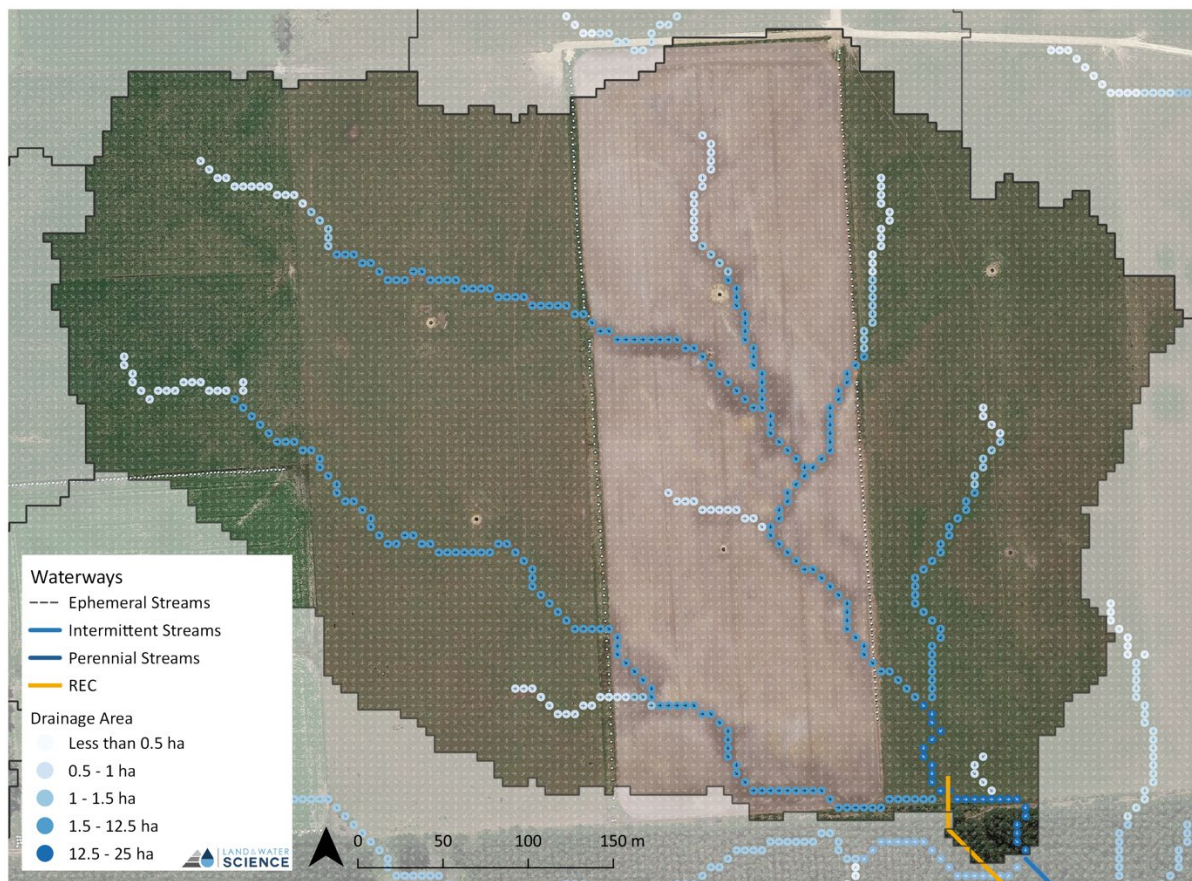 Waterways
Ephemeral Streams
Intermittent Streams
Perennial Streams
REC
Drainage Area
Less than 0.5 ha
0.5 - 1 ha
1 - 1.5 ha
1.5 - 12.5 ha
12.5 - 25 ha
LAND & WATER
SCIENCE
0 50 100 150 m